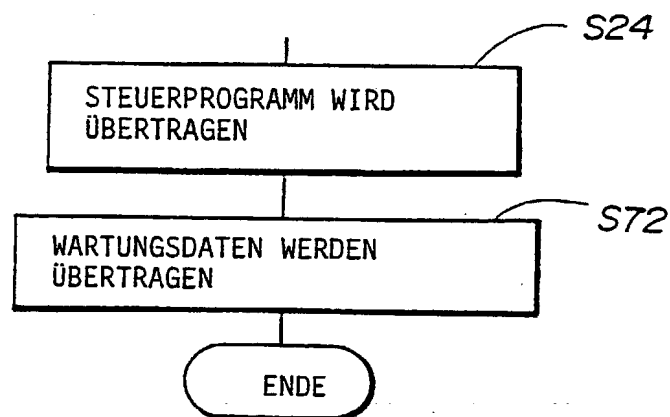 S24
STEUERPROGRAMM WIRD
ÜBERTRAGEN
S72
WARTUNGSDATEN WERDEN
ÜBERTRAGEN
ENDE